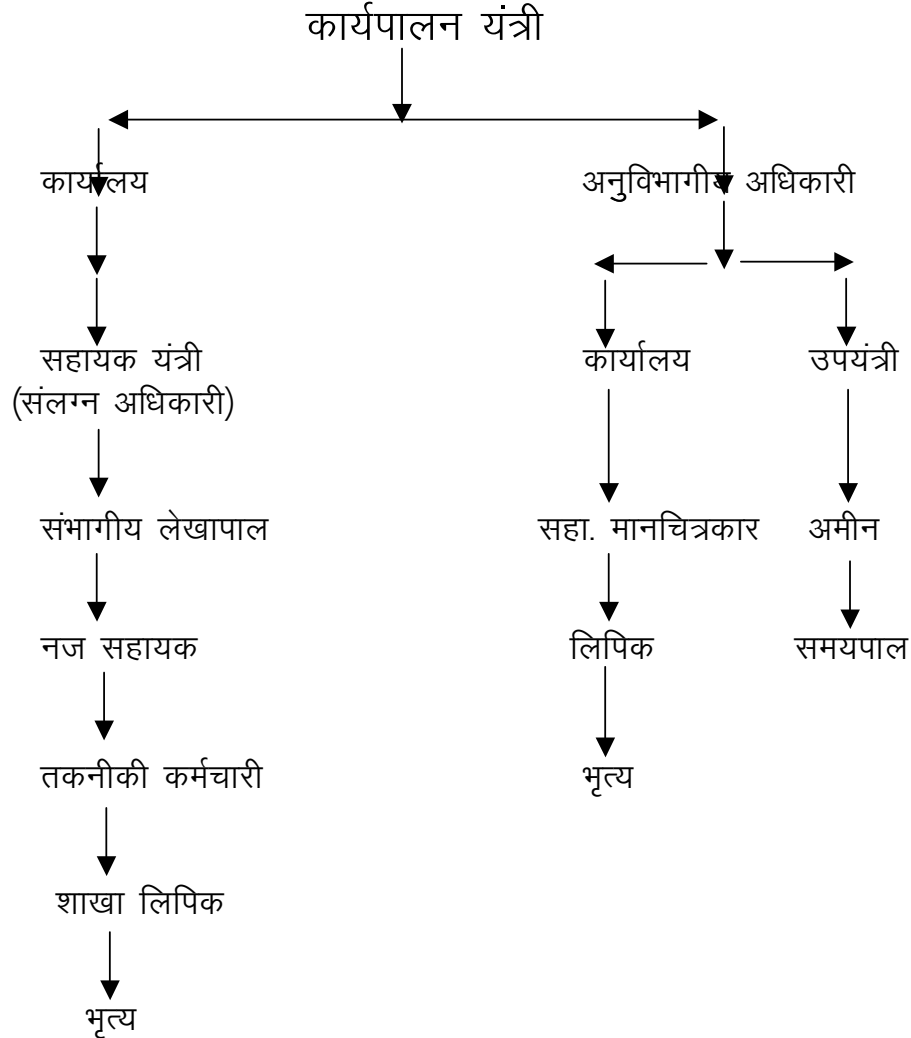 कार्यपालन यंत्री
कार्यालय अनुविभागीय अधिकारी
सहायक यंत्री कार्यालय उपयंत्री
(संलग्न अधिकारी)
संभागीय लेखापाल सहा. मानचित्रकार अमीन
नज सहायक लिपिक समयपाल
तकनीकी कर्मचारी भृत्य
शाखा लिपिक
भृत्य